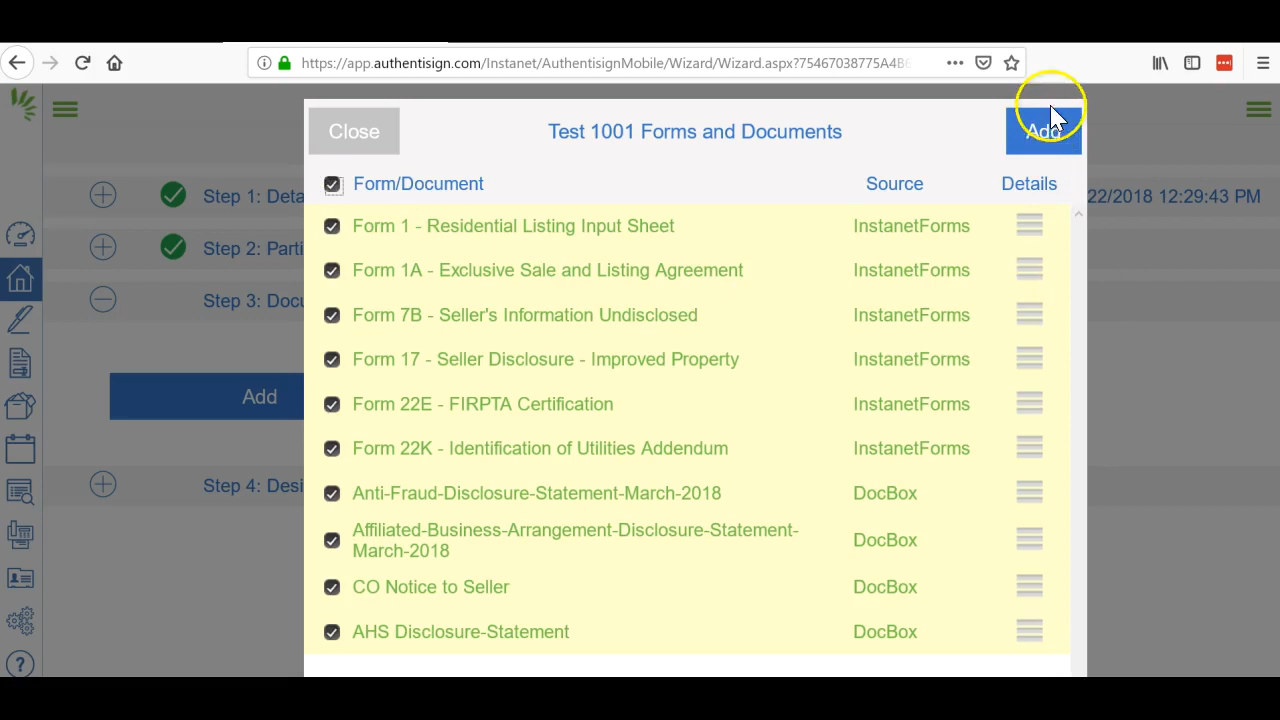 https://app.authentisign.com/Instanet/AuthentisignMobile/Wizard/Wizard.aspx?75467038775A4B6
Close
Test 1001 Forms and Documents
Add
Form/Document
Source
Details
Step 1: Deta
22/2018 12:29:43 PM
Form 1 - Residential Listing Input Sheet
InstanetForms
Step 2: Parti
Form 1A - Exclusive Sale and Listing Agreement
InstanetForms
Step 3: Docu
Form 7B - Seller's Information Undisclosed
InstanetForms
Form 17 - Seller Disclosure - Improved Property
InstanetForms
Add
Form 22E - FIRPTA Certification
InstanetForms
Form 22K - Identification of Utilities Addendum
InstanetForms
Step 4: Desi
Anti-Fraud-Disclosure-Statement-March-2018
DocBox
Affiliated-Business-Arrangement-Disclosure-Statement-
March-2018
DocBox
CO Notice to Seller
DocBox
AHS Disclosure-Statement
DocBox
?